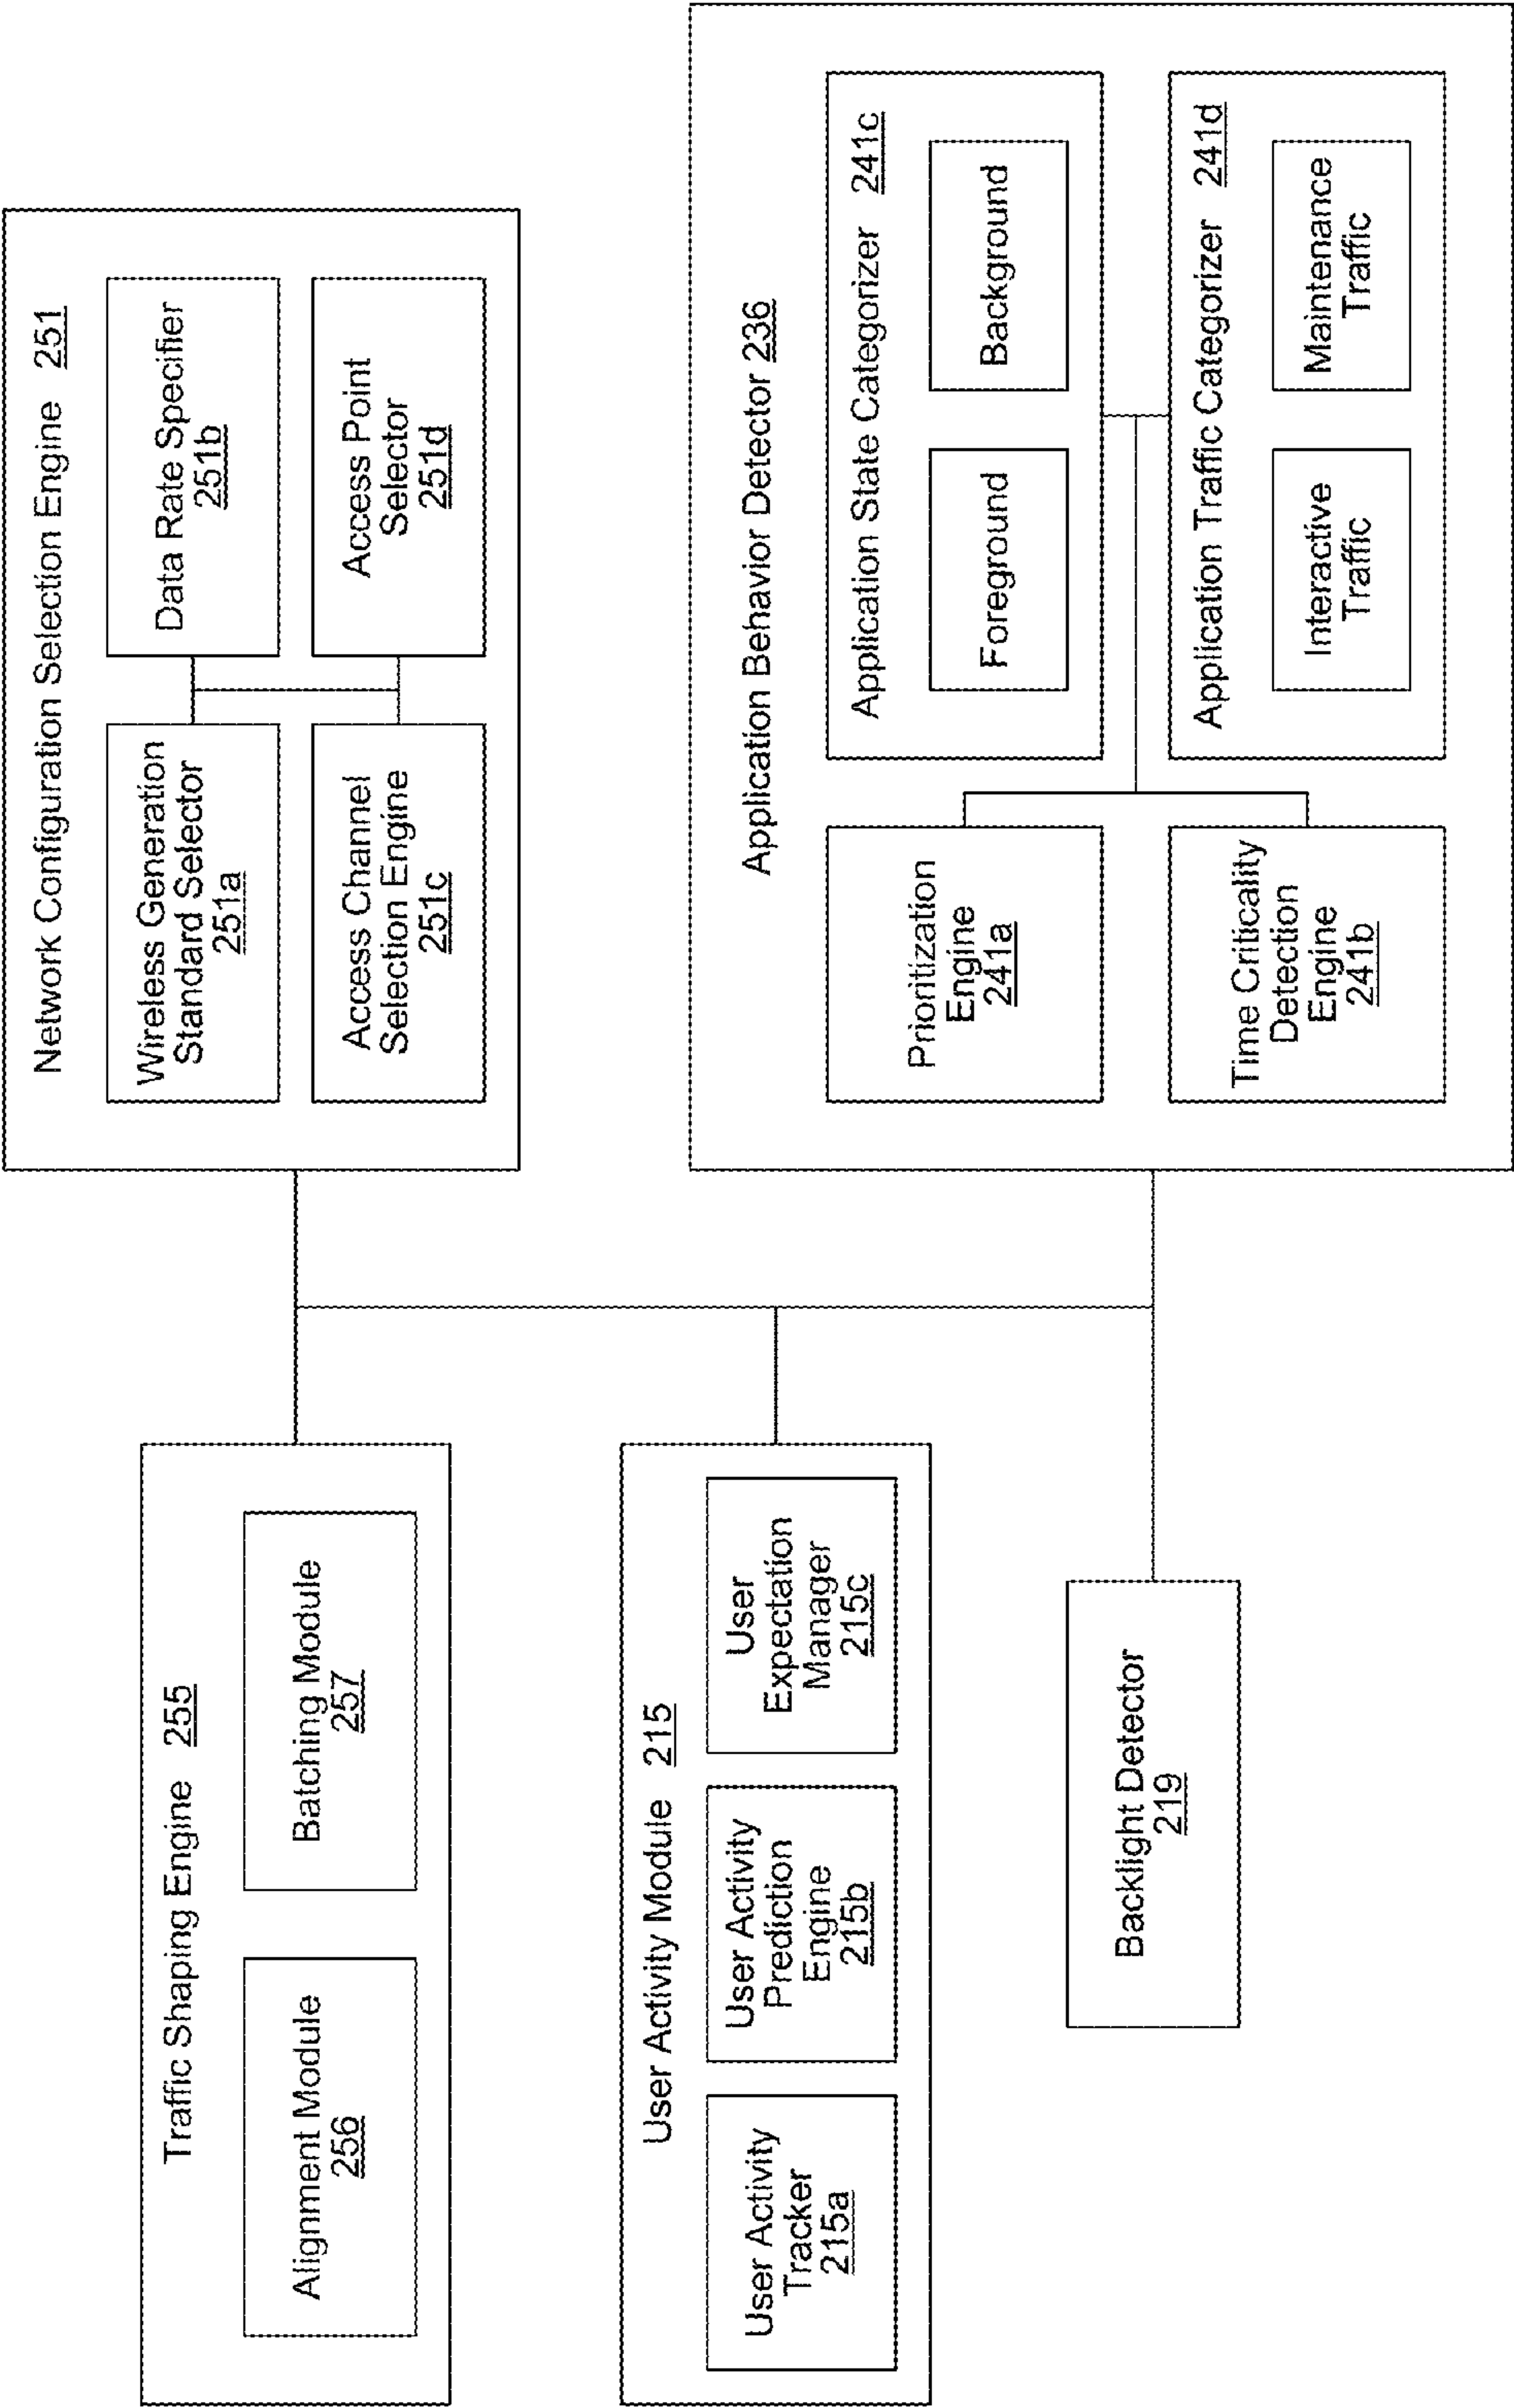 Traffic Shaping Engine 255
Alignment Module
256
Batching Module
257
User Activity Module 215
User Activity
Tracker
215a
User Activity
Prediction
Engine
215b
User
Expectation
Manager
215c
Backlight Detector
219
Network Configuration Selection Engine 251
Wireless Generation
Standard Selector
251a
Data Rate Specifier
251b
Access Channel
Selection Engine
251c
Access Point
Selector
251d
Application Behavior Detector 236
Prioritization
Engine
241a
Time Criticality
Detection
Engine
241b
Application State Categorizer 241c
Foreground
Background
Application Traffic Categorizer 241d
Interactive
Traffic
Maintenance
Traffic